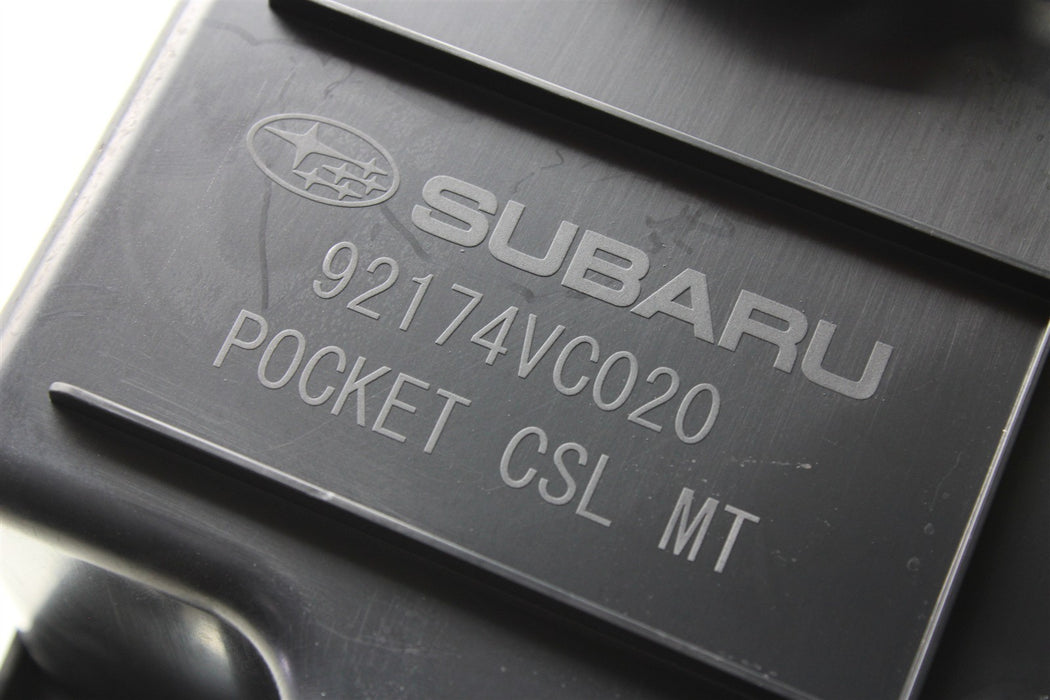 SUBARU
92174VC020
POCKET CSL MT